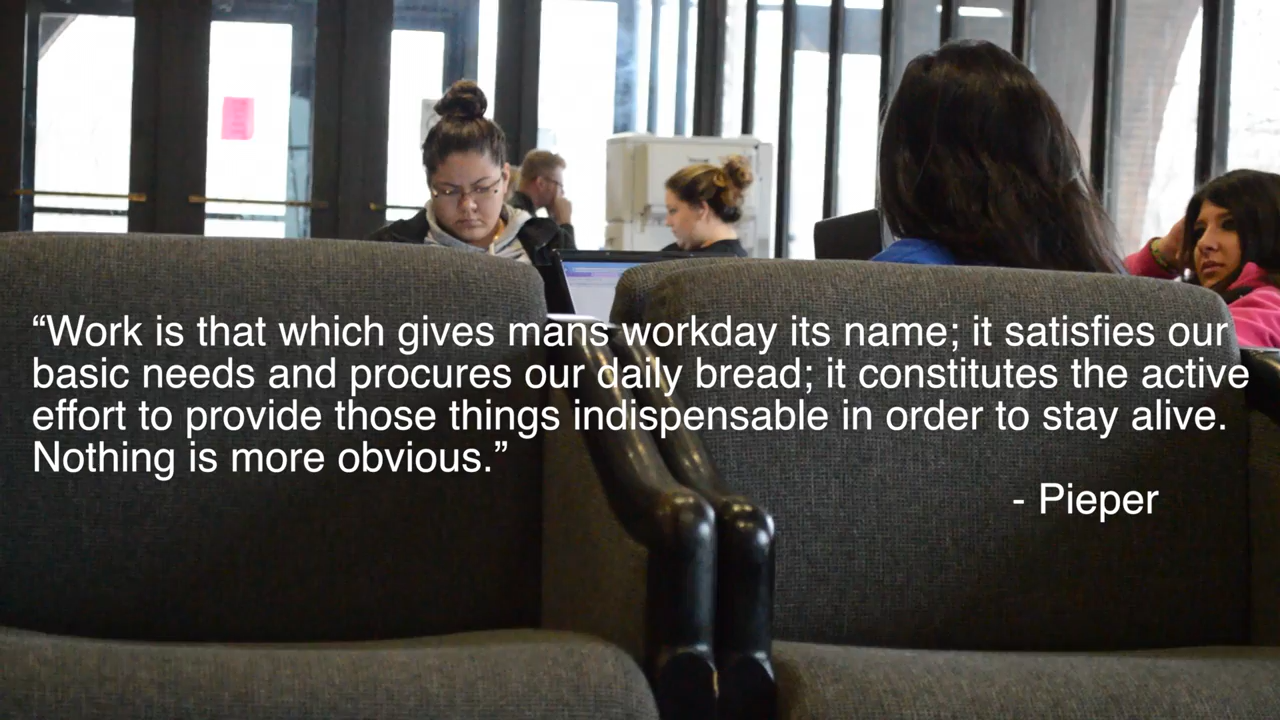 “Work is that which gives mans workday its name; it satisfies our
basic needs and procures our daily bread; it constitutes the active
effort to provide those things indispensable in order to stay alive.
Nothing is more obvious.”
- Pieper